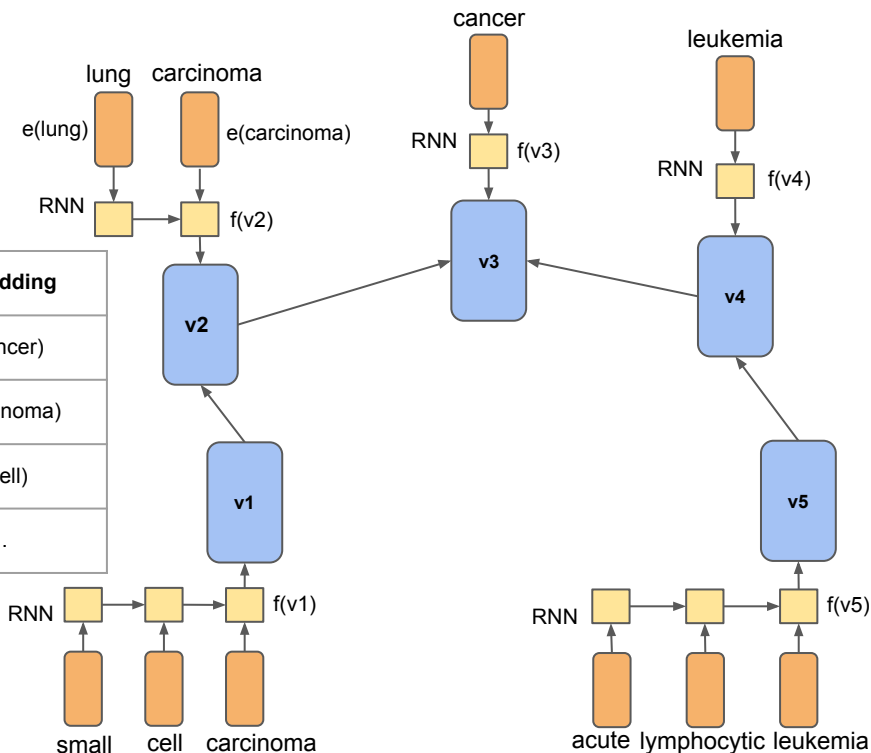 cancer
lung carcinoma
leukemia
e(lung)
e(carcinoma)
RNN
f(v3)
RNN
f(v4)
RNN
f(v2)
dding
v3
v4
v2
ncer)
noma)
ell)
v1
v5
.
RNN
f(v1)
RNN
f(v5)
small cell carcinoma
acute lymphocytic leukemia